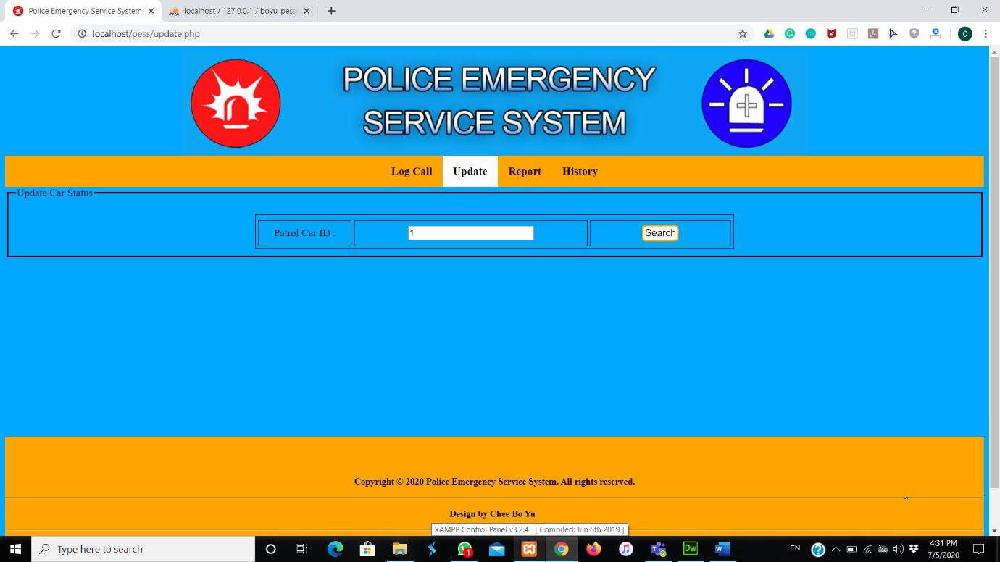 Police Emergency Service System
localhost / 127.0.0.1 / boyu_pess
localhost/pess/update.php
C
POLICE EMERGENCY
SERVICE SYSTEM
Log Call Update Report History
Update Car Status
Patrol Car ID : 1 Search
Copyright © 2020 Police Emergency Service System. All rights reserved.
Design by Chee Bo Yu
XAMPP Control Panel v3.2.4 [ Compiled: Jun 5th 2019 ]
Type here to search
1
Dw
EN
4:31 PM
7/5/2020